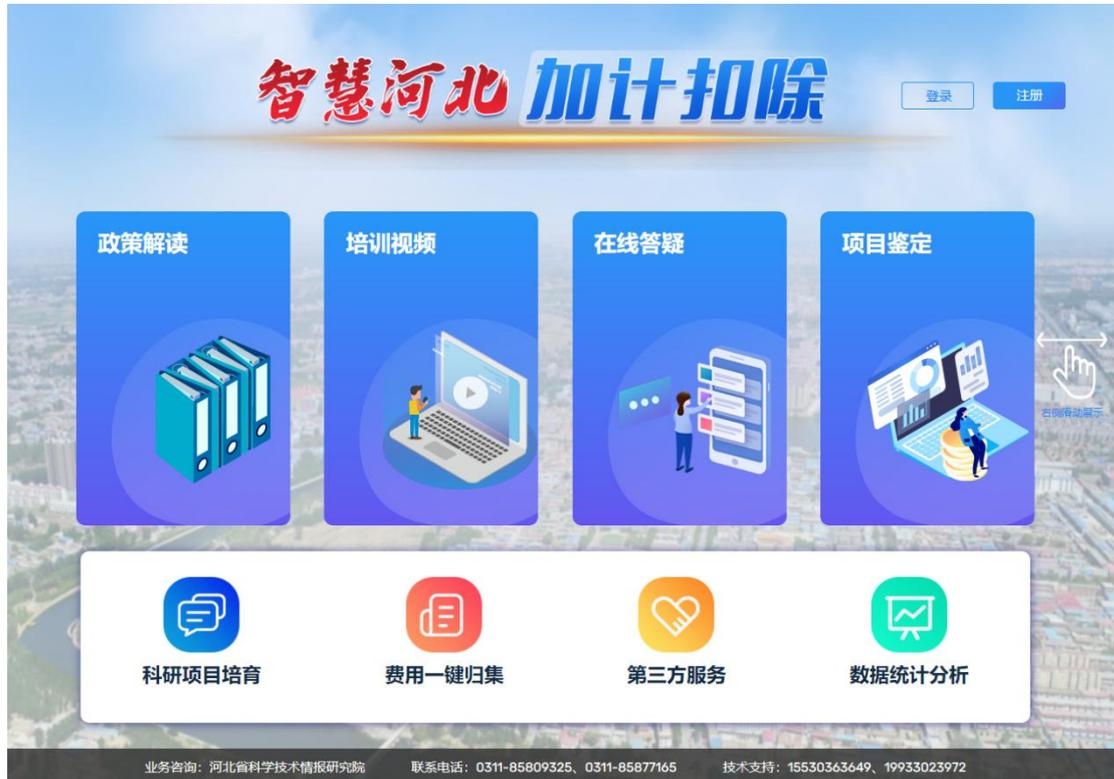 智慧河北 加计扣除
登录 注册
政策解读 培训视频 在线答疑 项目鉴定
右侧滑动展示
科研项目培育 费用一键归集 第三方服务 数据统计分析
业务咨询：河北省科学技术情报研究院 联系电话：0311-85809325、0311-85877165 技术支持：15530363649、19933023972